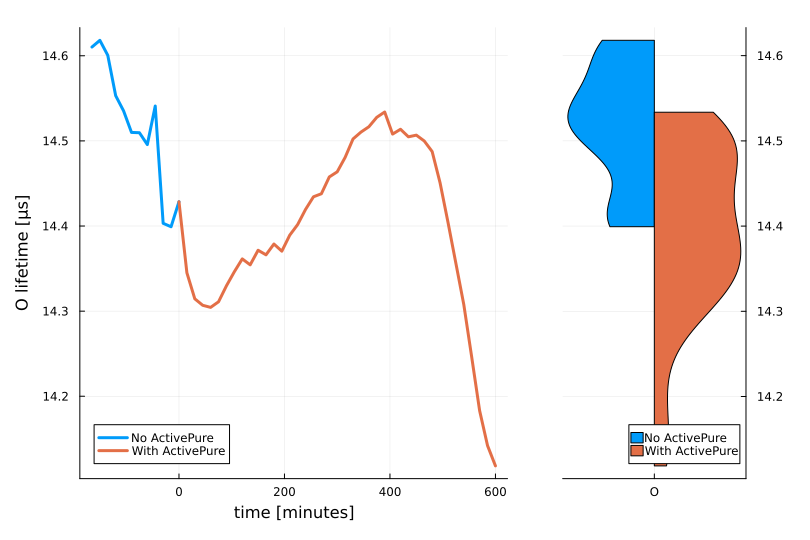 14.6
14.5
14.4
14.3
14.2
O lifetime [μs]
0
200
400
600
time [minutes]
No ActivePure
With ActivePure
14.6
14.5
14.4
14.3
14.2
O
No ActivePure
With ActivePure